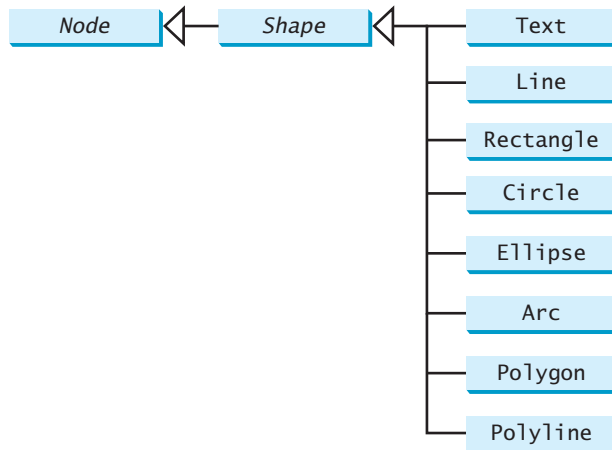 Node
Shape
Text
Line
Rectangle
Circle
Ellipse
Arc
Polygon
Polyline